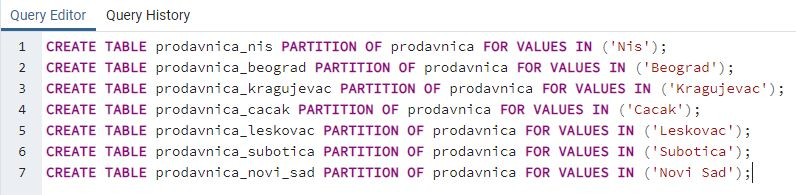 Query Editor Query History
1 CREATE TABLE prodavnica_nis PARTITION OF prodavnica FOR VALUES IN ('Nis');
2 CREATE TABLE prodavnica_beograd PARTITION OF prodavnica FOR VALUES IN ('Beograd');
3 CREATE TABLE prodavnica_kragujevac PARTITION OF prodavnica FOR VALUES IN ('Kragujevac');
4 CREATE TABLE prodavnica_cacak PARTITION OF prodavnica FOR VALUES IN ('Cacak');
5 CREATE TABLE prodavnica_leskovac PARTITION OF prodavnica FOR VALUES IN ('Leskovac');
6 CREATE TABLE prodavnica_subotica PARTITION OF prodavnica FOR VALUES IN ('Subotica');
7 CREATE TABLE prodavnica_novi_sad PARTITION OF prodavnica FOR VALUES IN ('Novi Sad');